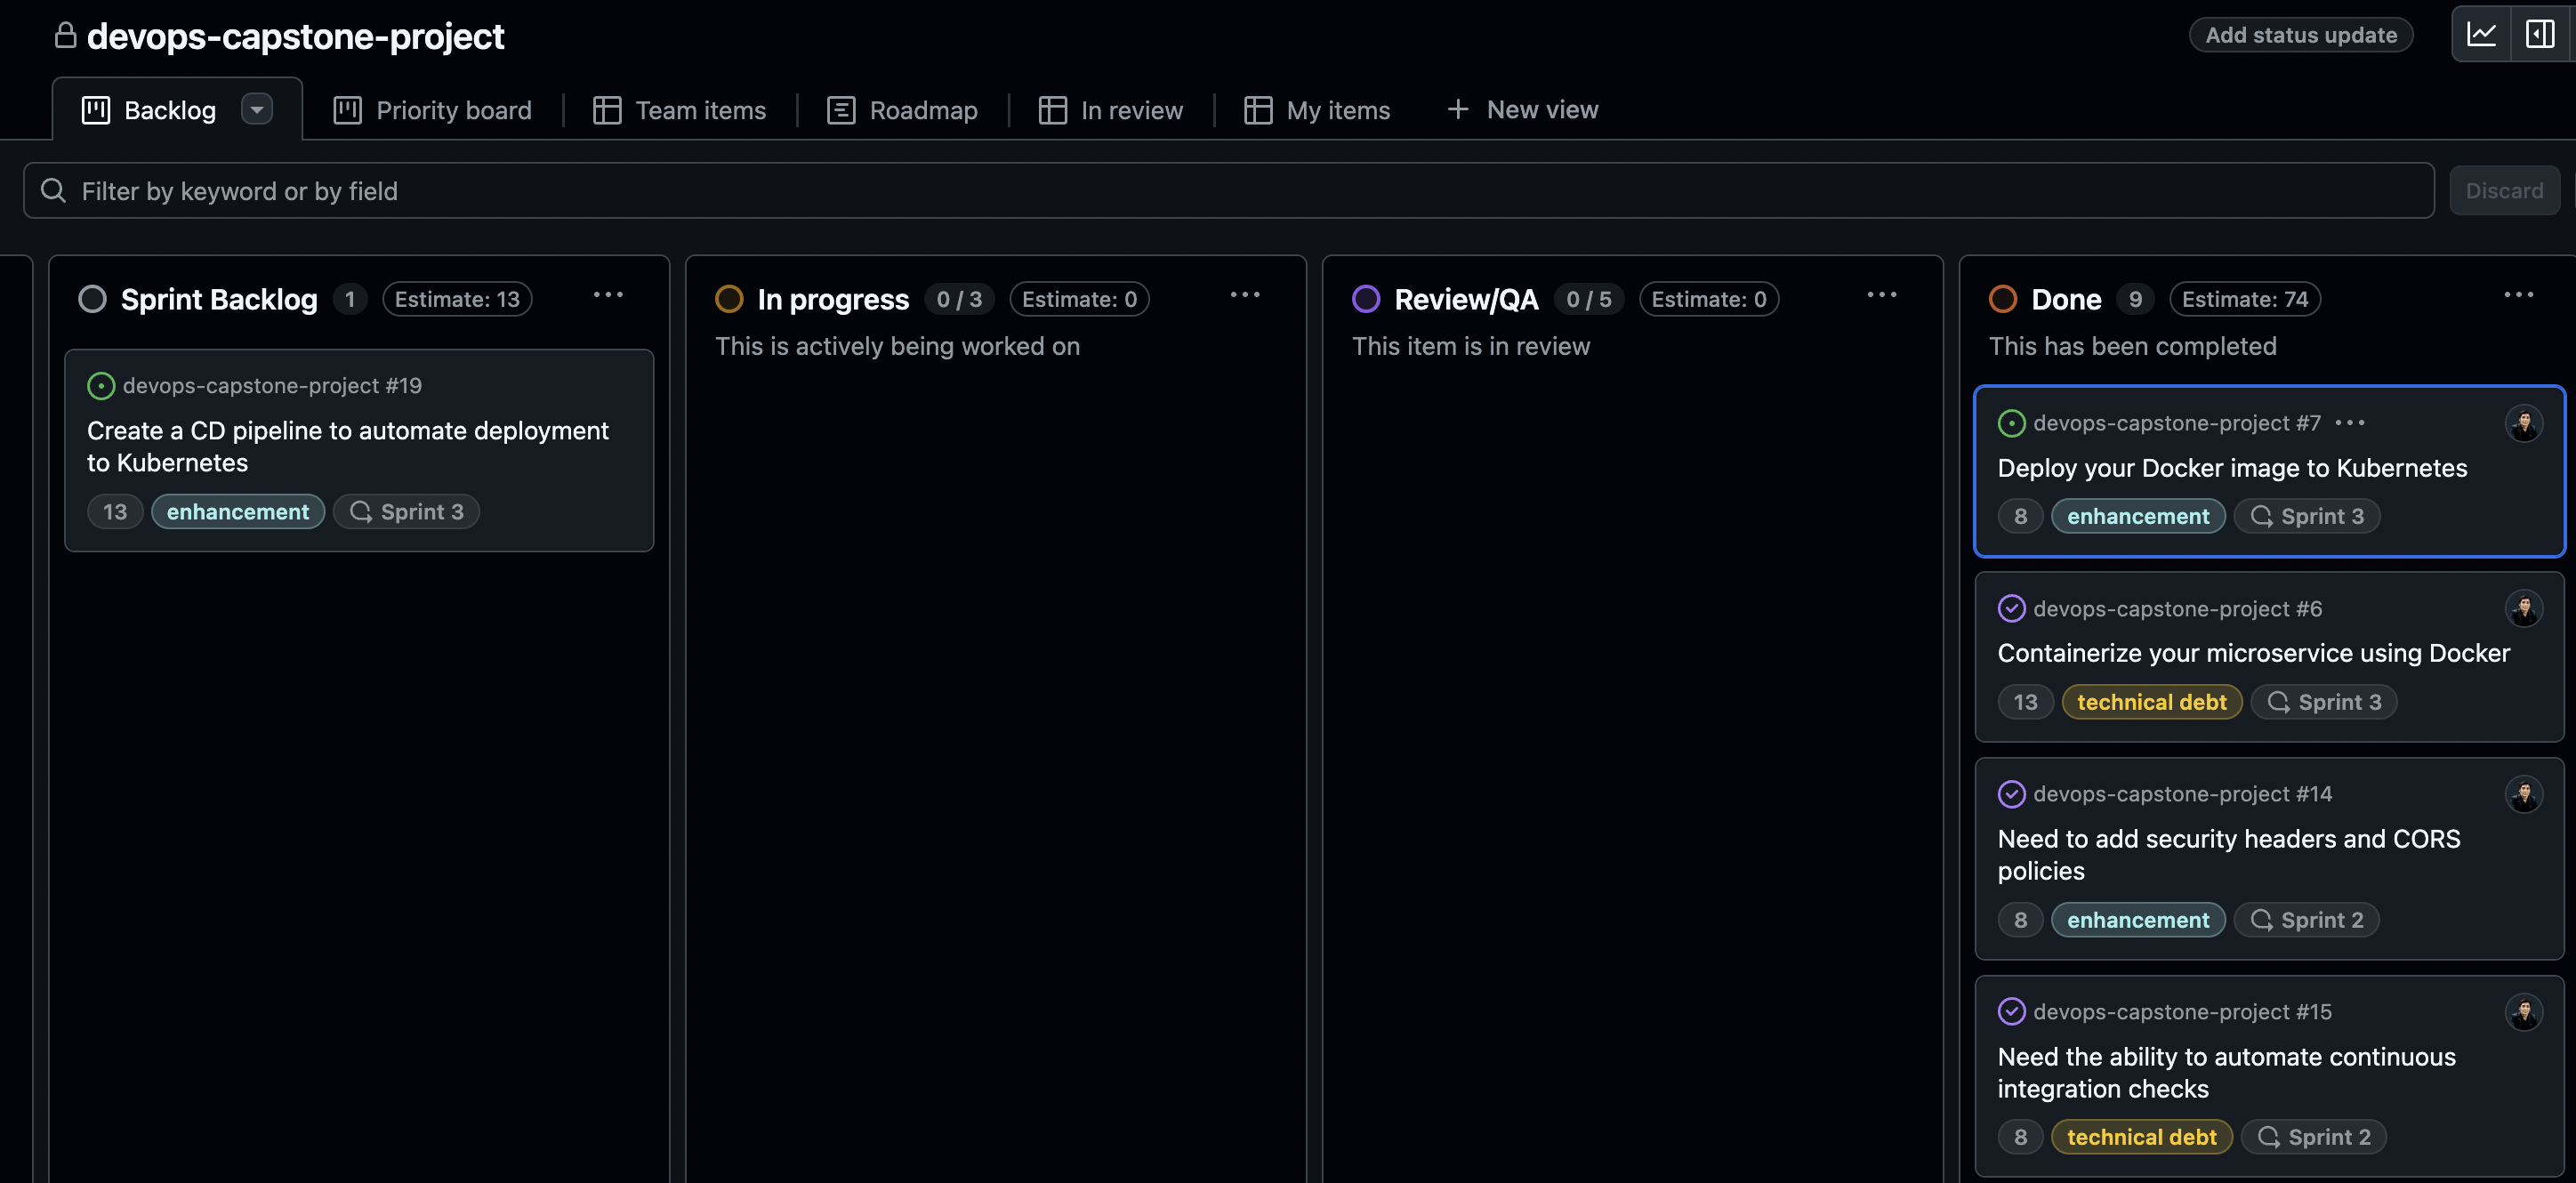 devops-capstone-project
Add status update
Backlog
Priority board
Team items
Roadmap
In review
My items
New view
Filter by keyword or by field
Discard
Sprint Backlog 1 Estimate: 13
devops-capstone-project #19
Create a CD pipeline to automate deployment
to Kubernetes
13 enhancement Sprint 3
In progress 0 / 3 Estimate: 0
This is actively being worked on
Review/QA 0 / 5 Estimate: 0
This item is in review
Done 9 Estimate: 74
This has been completed
devops-capstone-project #7
Deploy your Docker image to Kubernetes
8 enhancement Sprint 3
devops-capstone-project #6
Containerize your microservice using Docker
13 technical debt Sprint 3
devops-capstone-project #14
Need to add security headers and CORS
policies
8 enhancement Sprint 2
devops-capstone-project #15
Need the ability to automate continuous
integration checks
8 technical debt Sprint 2